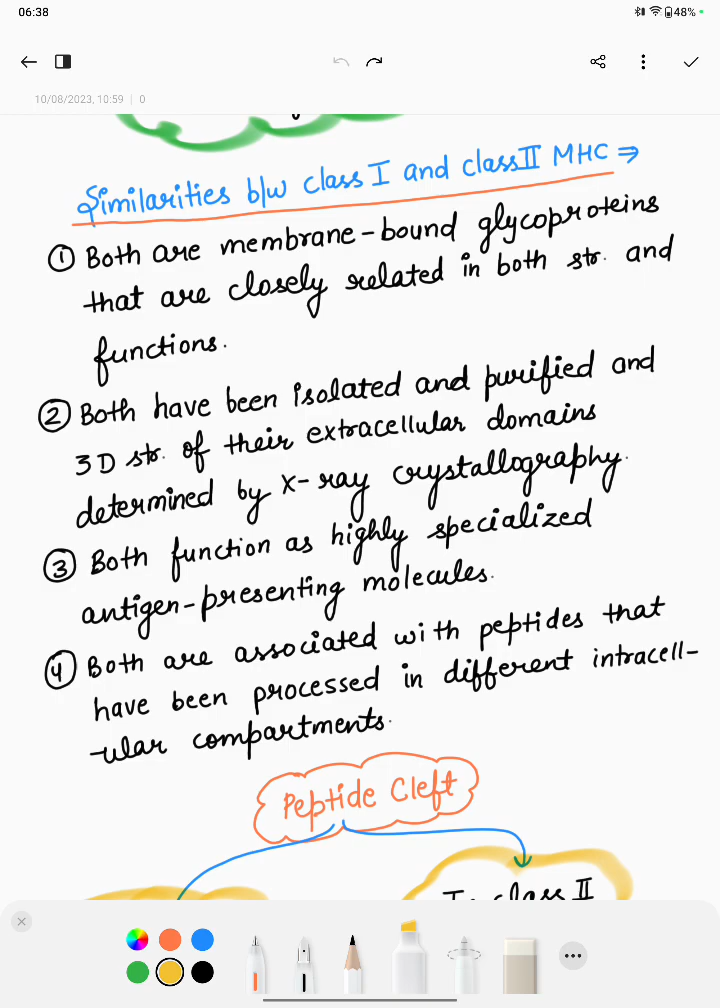 06:38
48%
10/08/2023, 10:59 | 0
Similarities b/w class I and class II MHC ⇒
① Both are membrane-bound glycoproteins
that are closely related in both str. and
functions.
② Both have been isolated and purified and
3D str. of their extracellular domains
determined by X-ray crystallography.
③ Both function as highly specialized
antigen-presenting molecules.
④ Both are associated with peptides that
have been processed in different intracell-
-ular compartments.
Peptide Cleft
class II